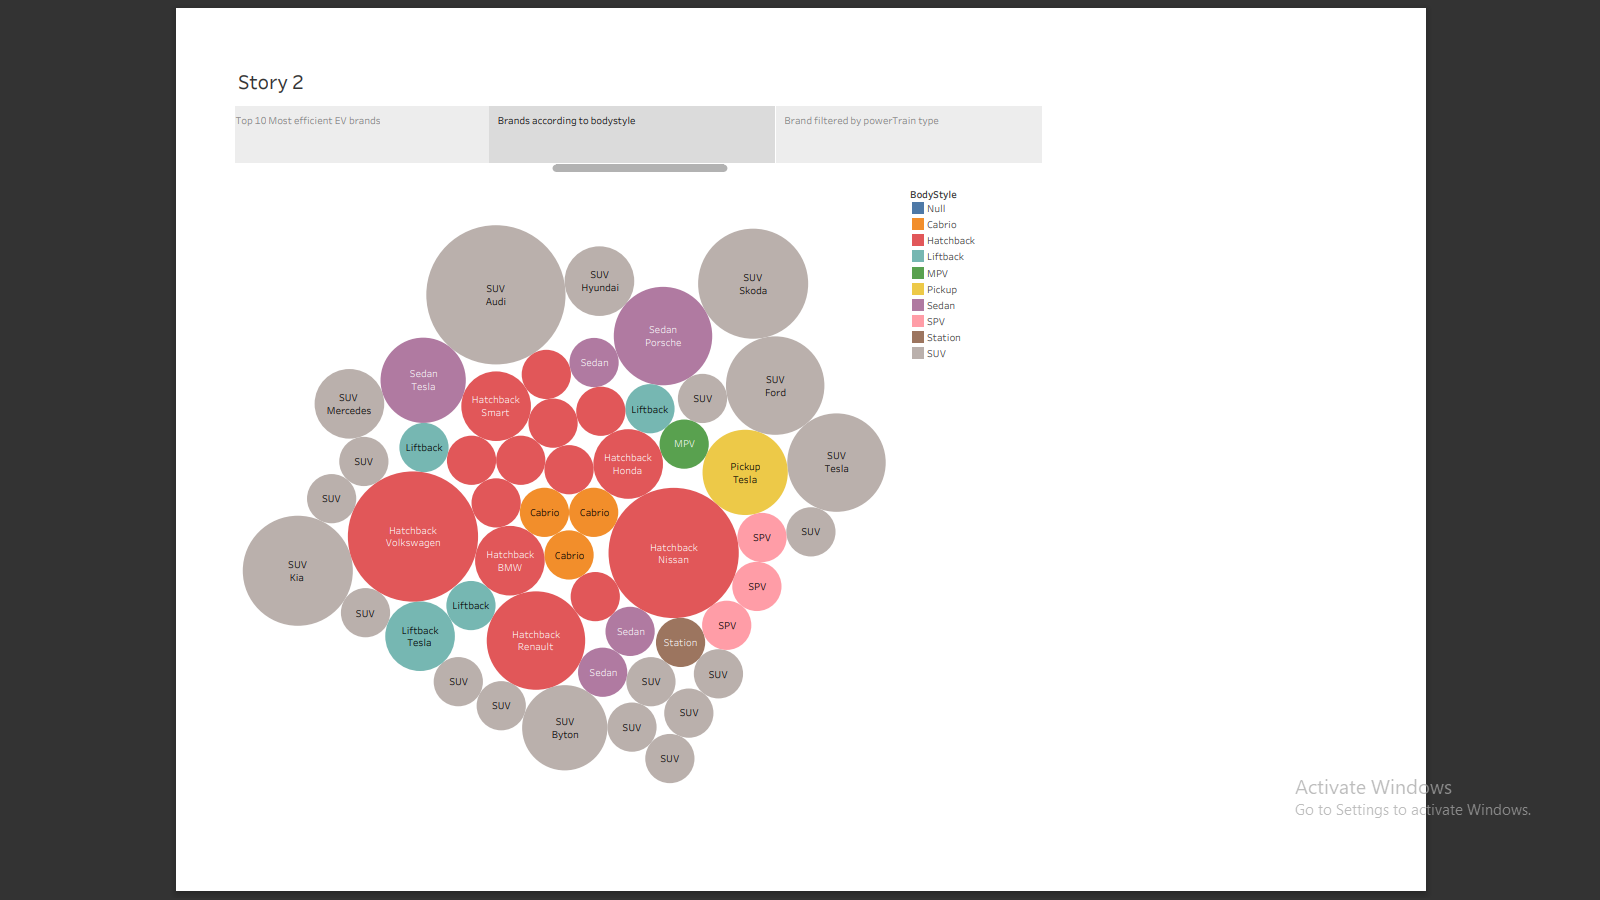 Story 2
Top 10 Most efficient EV brands
Brands according to bodystyle
Brand filtered by powerTrain type
BodyStyle
Null
Cabrio
Hatchback
Liftback
MPV
Pickup
Sedan
SPV
Station
SUV
SUV
Audi
SUV
Hyundai
SUV
Skoda
Sedan
Porsche
Sedan
Sedan
Tesla
SUV
Ford
SUV
Mercedes
Hatchback
Smart
SUV
Liftback
MPV
Liftback
SUV
Hatchback
Honda
Pickup
Tesla
SUV
Tesla
SUV
Cabrio
Cabrio
Hatchback
Volkswagen
SPV
SUV
Hatchback
Nissan
Cabrio
Hatchback
BMW
SUV
Kia
SPV
Liftback
SUV
SPV
Sedan
Liftback
Tesla
Hatchback
Renault
Station
Sedan
SUV
SUV
SUV
SUV
SUV
SUV
Byton
SUV
SUV
Activate Windows
Go to Settings to activate Windows.